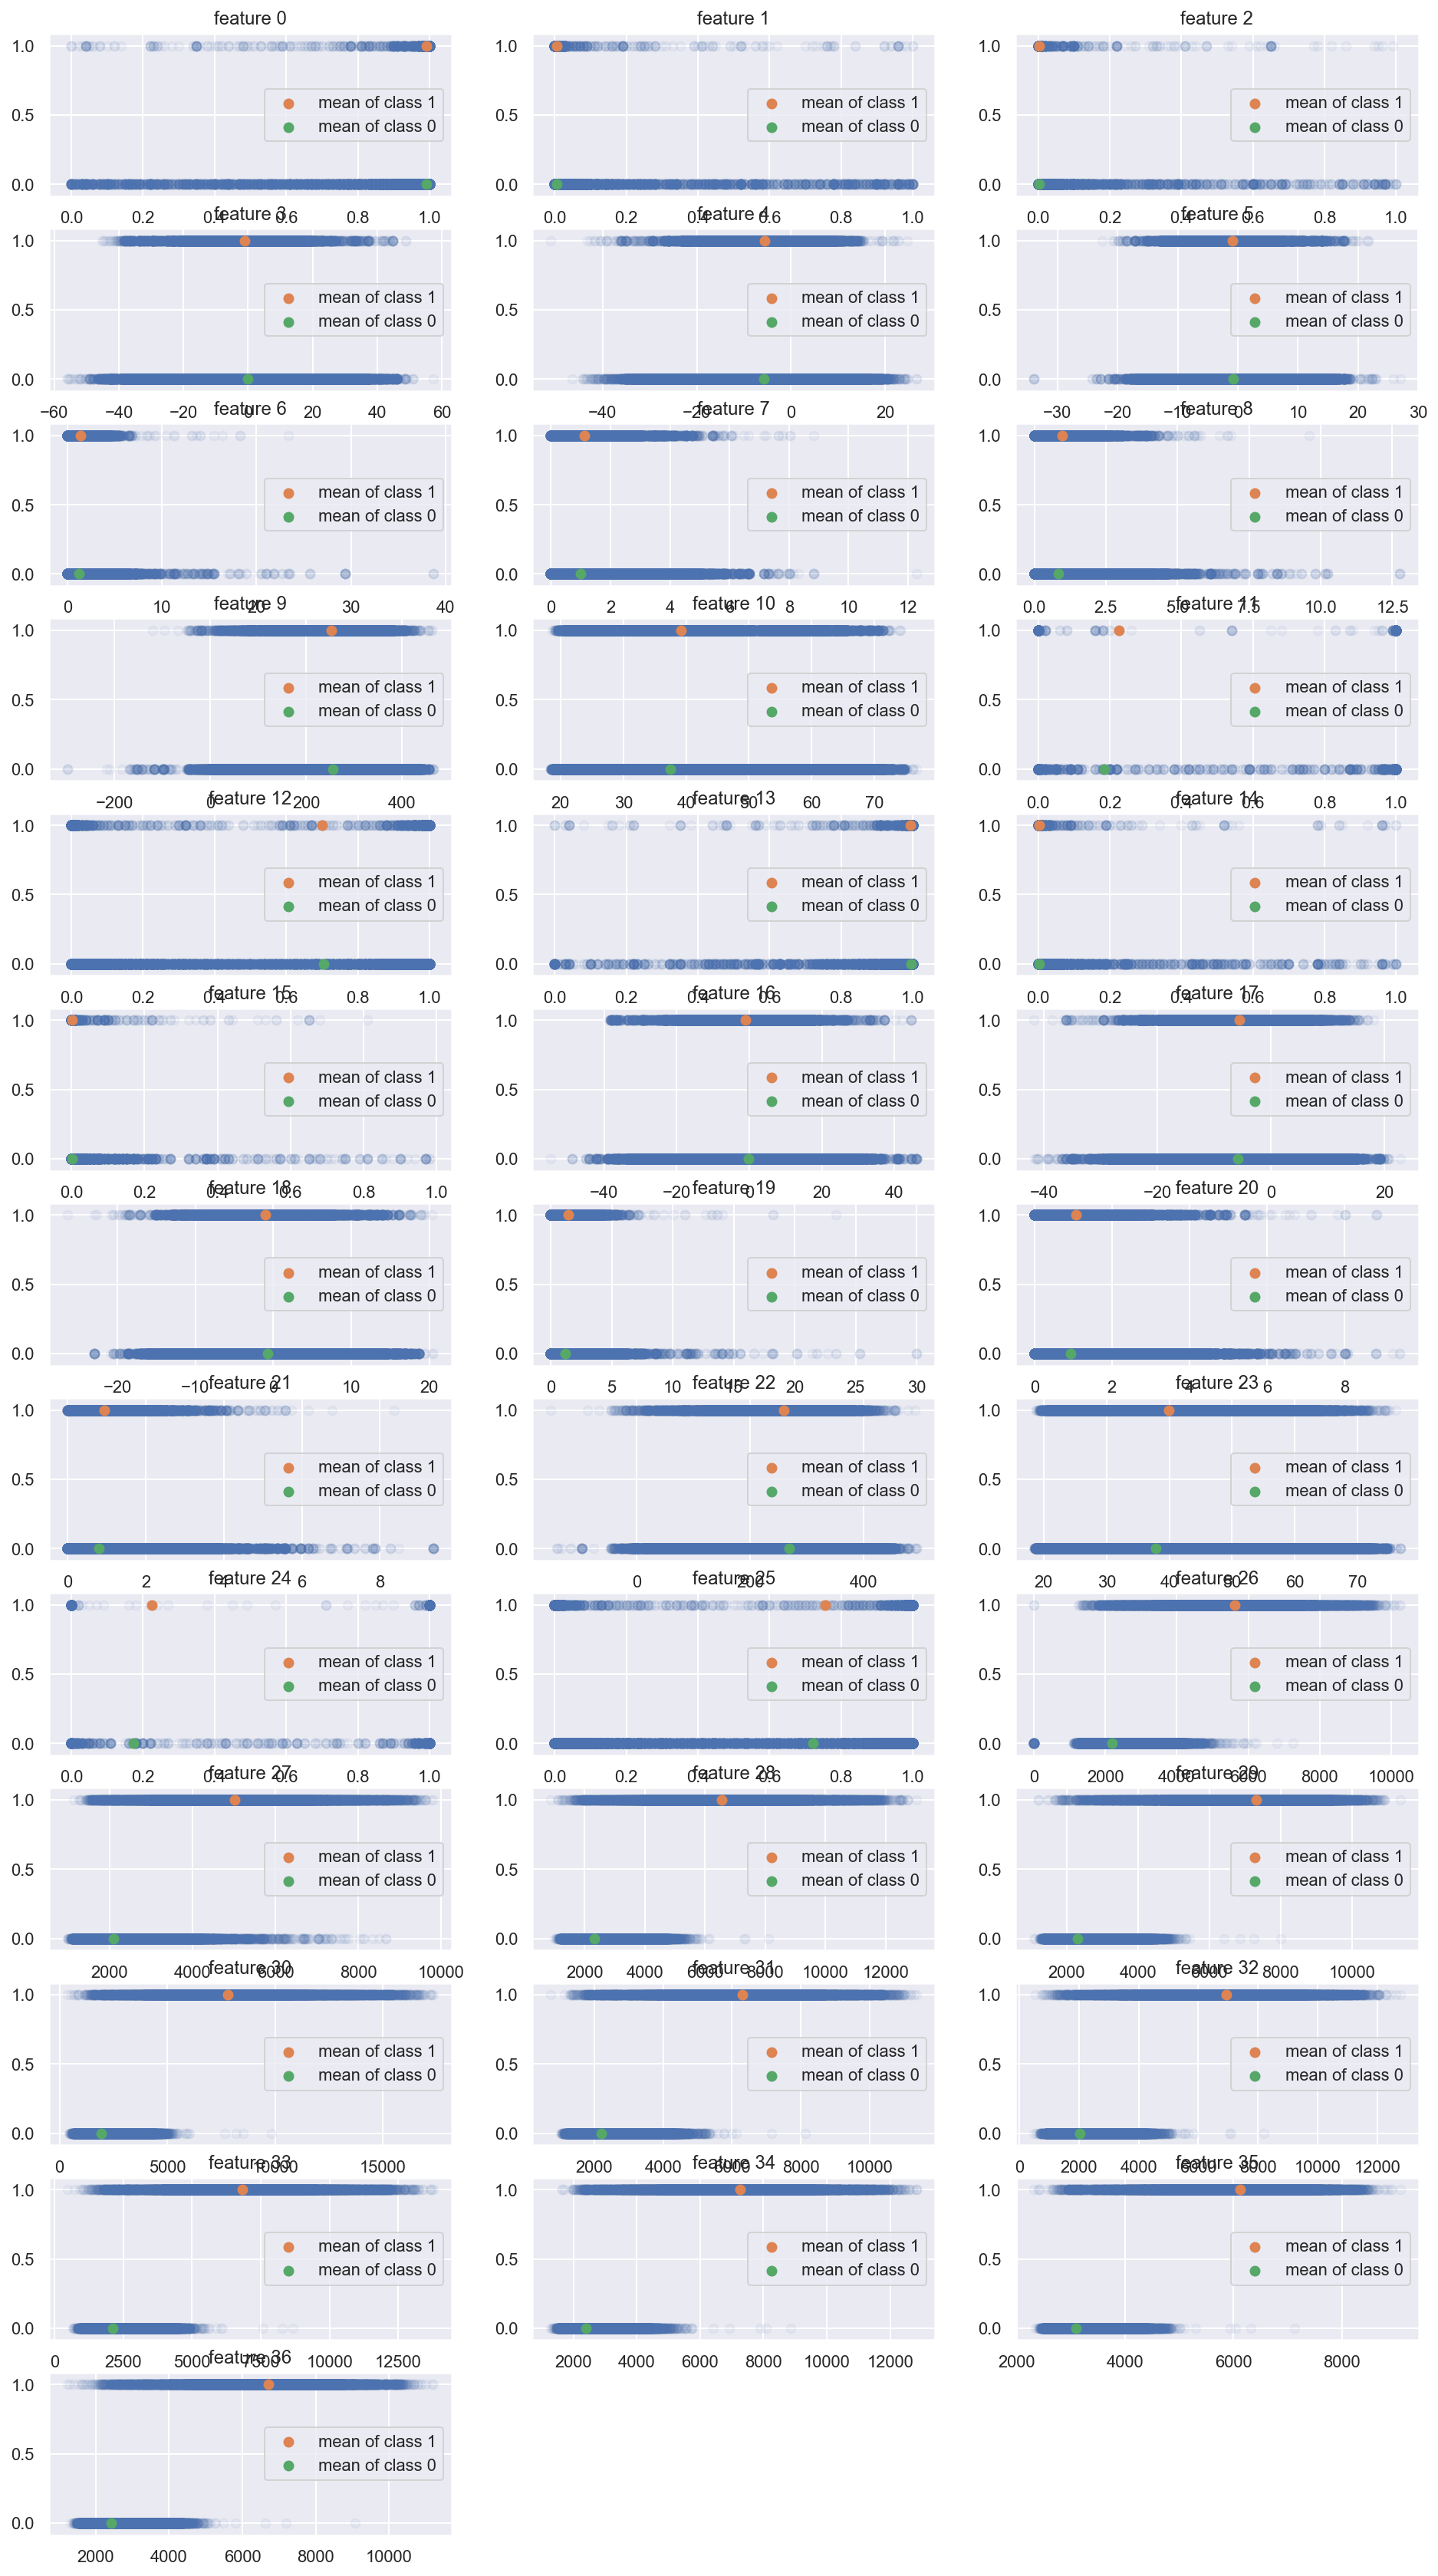 feature 0 feature 1 feature 2
1.0 1.0 1.0
mean of class 1 mean of class 1 mean of class 1
0.5 0.5 0.5
mean of class 0 mean of class 0 mean of class 0
0.0 0.0 0.0
0.0 0.2 0.4 0.6 0.8 1.0 0.0 0.2 0.4 0.6 0.8 1.0 0.0 0.2 0.4 0.6 0.8 1.0
feature 3 feature 4 feature 5
1.0 1.0 1.0
mean of class 1 mean of class 1 mean of class 1
0.5 0.5 0.5
mean of class 0 mean of class 0 mean of class 0
0.0 0.0 0.0
−60 −40 −20 0 20 40 60 −40 −20 0 20 −30 −20 −10 0 10 20 30
feature 6 feature 7 feature 8
1.0 1.0 1.0
mean of class 1 mean of class 1 mean of class 1
0.5 0.5 0.5
mean of class 0 mean of class 0 mean of class 0
0.0 0.0 0.0
0 10 20 30 40 0 2 4 6 8 10 12 0.0 2.5 5.0 7.5 10.0 12.5
feature 9 feature 10 feature 11
1.0 1.0 1.0
mean of class 1 mean of class 1 mean of class 1
0.5 0.5 0.5
mean of class 0 mean of class 0 mean of class 0
0.0 0.0 0.0
−200 0 200 400 20 30 40 50 60 70 0.0 0.2 0.4 0.6 0.8 1.0
feature 12 feature 13 feature 14
1.0 1.0 1.0
mean of class 1 mean of class 1 mean of class 1
0.5 0.5 0.5
mean of class 0 mean of class 0 mean of class 0
0.0 0.0 0.0
0.0 0.2 0.4 0.6 0.8 1.0 0.0 0.2 0.4 0.6 0.8 1.0 0.0 0.2 0.4 0.6 0.8 1.0
feature 15 feature 16 feature 17
1.0 1.0 1.0
mean of class 1 mean of class 1 mean of class 1
0.5 0.5 0.5
mean of class 0 mean of class 0 mean of class 0
0.0 0.0 0.0
0.0 0.2 0.4 0.6 0.8 1.0 −40 −20 0 20 40 −40 −20 0 20
feature 18 feature 19 feature 20
1.0 1.0 1.0
mean of class 1 mean of class 1 mean of class 1
0.5 0.5 0.5
mean of class 0 mean of class 0 mean of class 0
0.0 0.0 0.0
−20 −10 0 10 20 0 5 10 15 20 25 30 0 2 4 6 8
feature 21 feature 22 feature 23
1.0 1.0 1.0
mean of class 1 mean of class 1 mean of class 1
0.5 0.5 0.5
mean of class 0 mean of class 0 mean of class 0
0.0 0.0 0.0
0 2 4 6 8 0 200 400 20 30 40 50 60 70
feature 24 feature 25 feature 26
1.0 1.0 1.0
mean of class 1 mean of class 1 mean of class 1
0.5 0.5 0.5
mean of class 0 mean of class 0 mean of class 0
0.0 0.0 0.0
0.0 0.2 0.4 0.6 0.8 1.0 0.0 0.2 0.4 0.6 0.8 1.0 0 2000 4000 6000 8000 10000
feature 27 feature 28 feature 29
1.0 1.0 1.0
mean of class 1 mean of class 1 mean of class 1
0.5 0.5 0.5
mean of class 0 mean of class 0 mean of class 0
0.0 0.0 0.0
2000 4000 6000 8000 10000 2000 4000 6000 8000 10000 12000 2000 4000 6000 8000 10000
feature 30 feature 31 feature 32
1.0 1.0 1.0
mean of class 1 mean of class 1 mean of class 1
0.5 0.5 0.5
mean of class 0 mean of class 0 mean of class 0
0.0 0.0 0.0
0 5000 10000 15000 2000 4000 6000 8000 10000 0 2000 4000 6000 8000 10000 12000
feature 33 feature 34 feature 35
1.0 1.0 1.0
mean of class 1 mean of class 1 mean of class 1
0.5 0.5 0.5
mean of class 0 mean of class 0 mean of class 0
0.0 0.0 0.0
0 2500 5000 7500 10000 12500 2000 4000 6000 8000 10000 12000 2000 4000 6000 8000
feature 36
1.0
mean of class 1
0.5
mean of class 0
0.0
2000 4000 6000 8000 10000